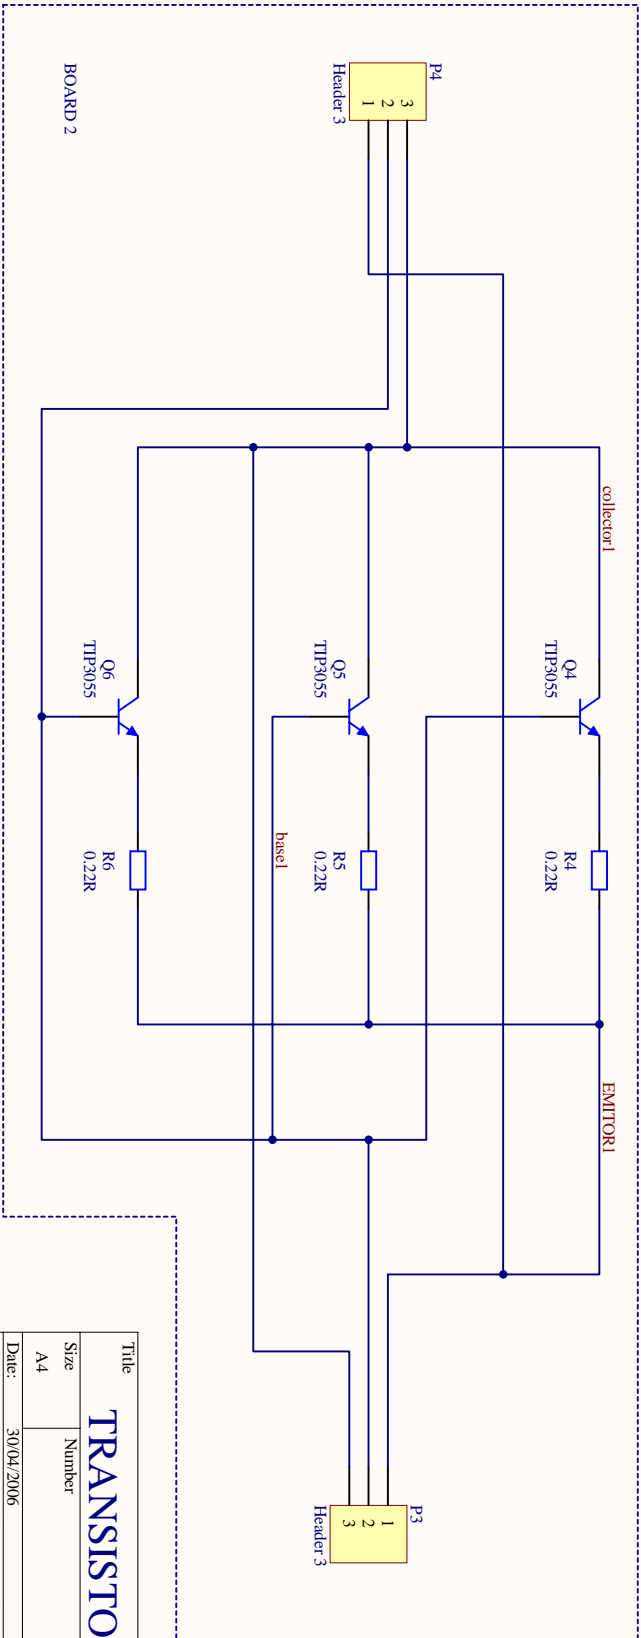 collector1
EMITOR1
Q4
TIP3055
R4
0.22R
P4
3
2
1
Header 3
Q5
TIP3055
R5
0.22R
base1
P3
1
2
3
Header 3
Q6
TIP3055
R6
0.22R
BOARD 2
Title
TRANSISTO
Size
Number
A4
Date:
30/04/2006